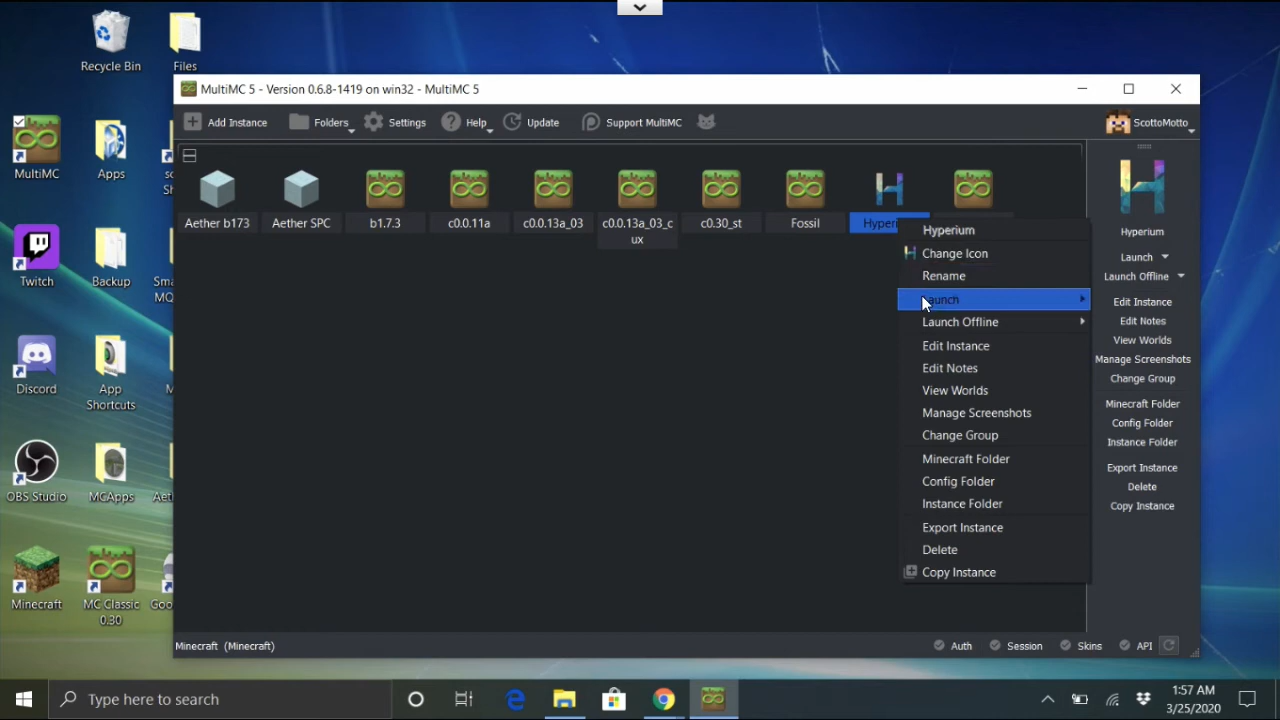 Recycle Bin
Files
MultiMC
Apps
Twitch
Backup
Discord
App
Shortcuts
OBS Studio
MCApps
Minecraft
MC Classic
0.30
MultiMC 5 - Version 0.6.8-1419 on win32 - MultiMC 5
Add Instance
Folders
Settings
Help
Update
Support MultiMC
ScottoMotto
Aether b173
Aether SPC
b1.7.3
c0.0.11a
c0.0.13a_03
c0.0.13a_03_c
ux
c0.30_st
Fossil
Hyperium
Change Icon
Rename
Launch
Launch Offline
Edit Instance
Edit Notes
View Worlds
Manage Screenshots
Change Group
Minecraft Folder
Config Folder
Instance Folder
Export Instance
Delete
Copy Instance
Hyperium
Launch
Launch Offline
Edit Instance
Edit Notes
View Worlds
Manage Screenshots
Change Group
Minecraft Folder
Config Folder
Instance Folder
Export Instance
Delete
Copy Instance
Minecraft (Minecraft)
Auth
Session
Skins
API
Type here to search
1:57 AM
3/25/2020